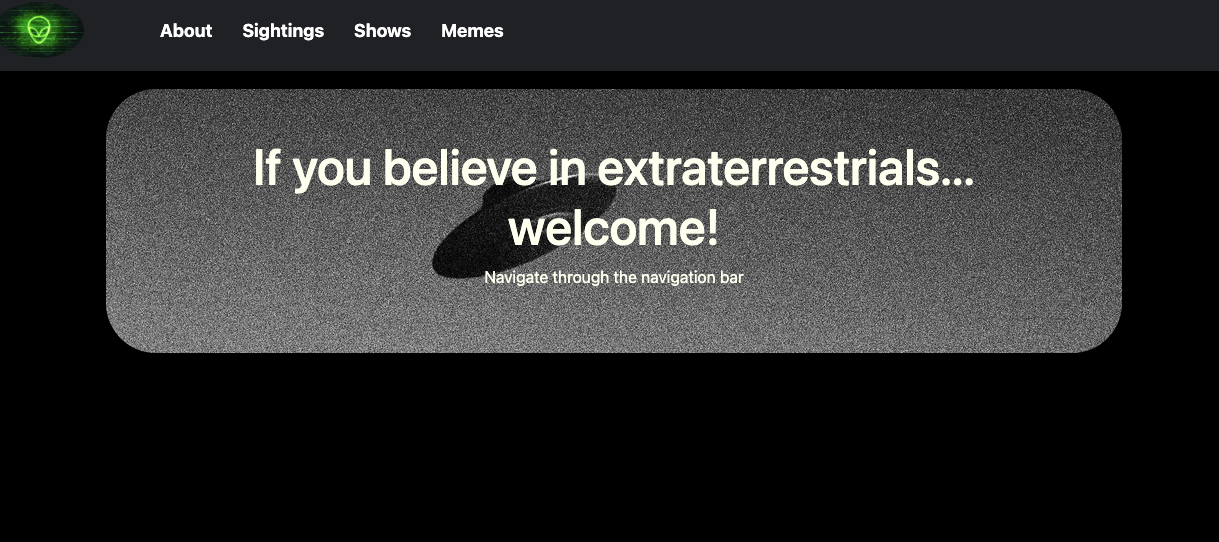 About Sightings Shows Memes
If you believe in extraterrestrials...
welcome!
Navigate through the navigation bar